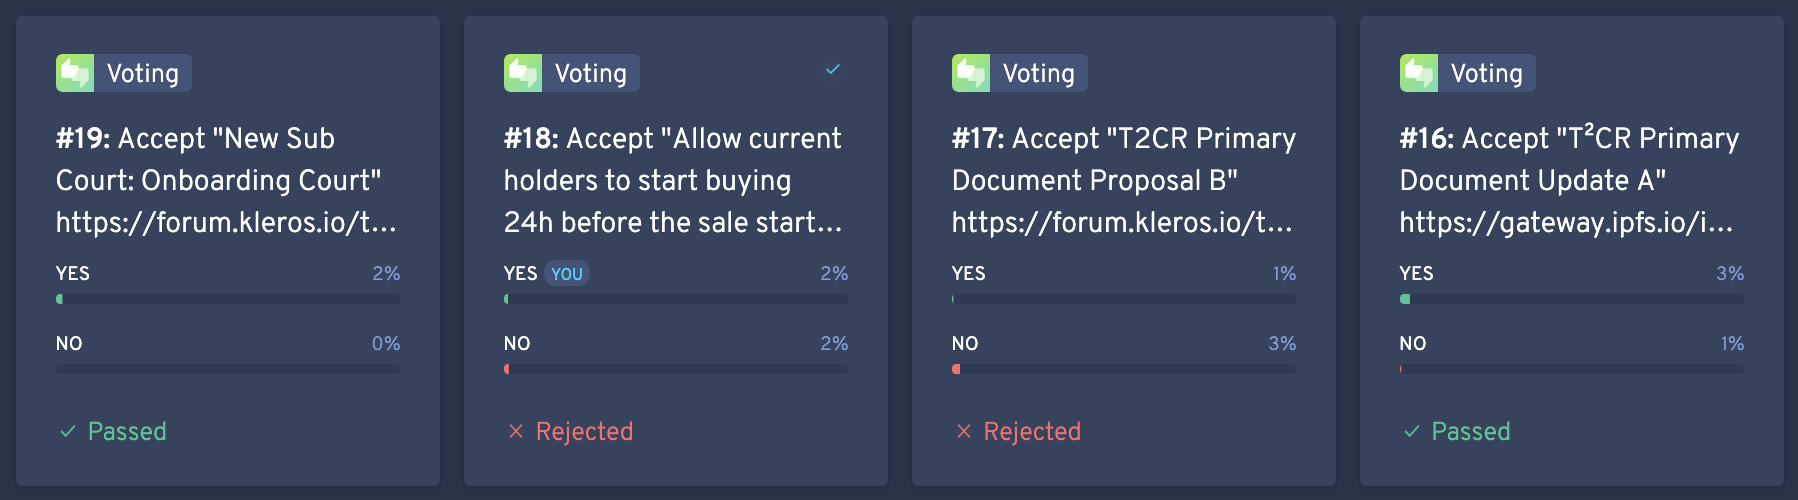 Voting
#19: Accept "New Sub
Court: Onboarding Court"
https://forum.kleros.io/t...
YES 2%
NO 0%
Passed
Voting
#18: Accept "Allow current
holders to start buying
24h before the sale start...
YES YOU 2%
NO 2%
Rejected
Voting
#17: Accept "T2CR Primary
Document Proposal B"
https://forum.kleros.io/t...
YES 1%
NO 3%
Rejected
Voting
#16: Accept "T²CR Primary
Document Update A"
https://gateway.ipfs.io/i...
YES 3%
NO 1%
Passed